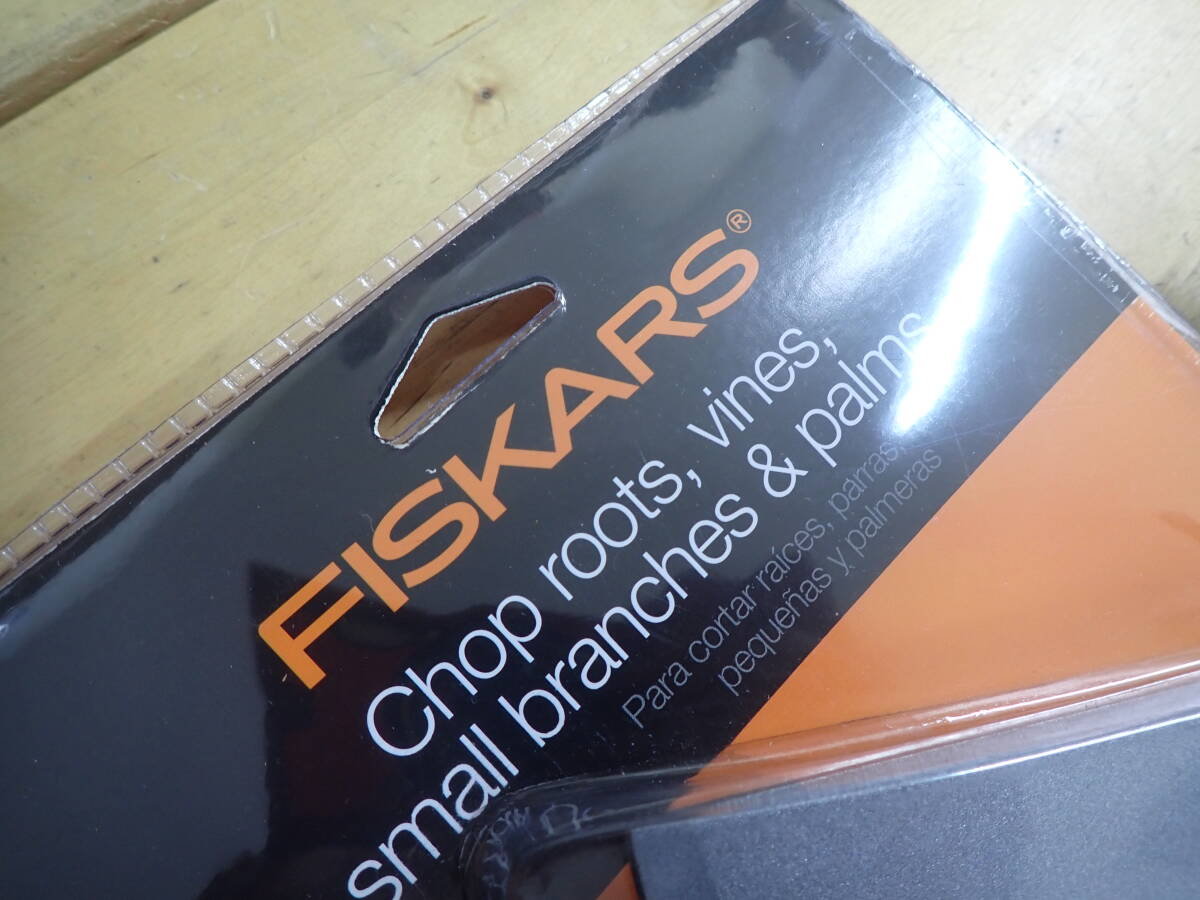 FISKARS®
Chop roots, vines,
small branches & palms
Para cortar raíces, parras,
pequeñas y palmeras